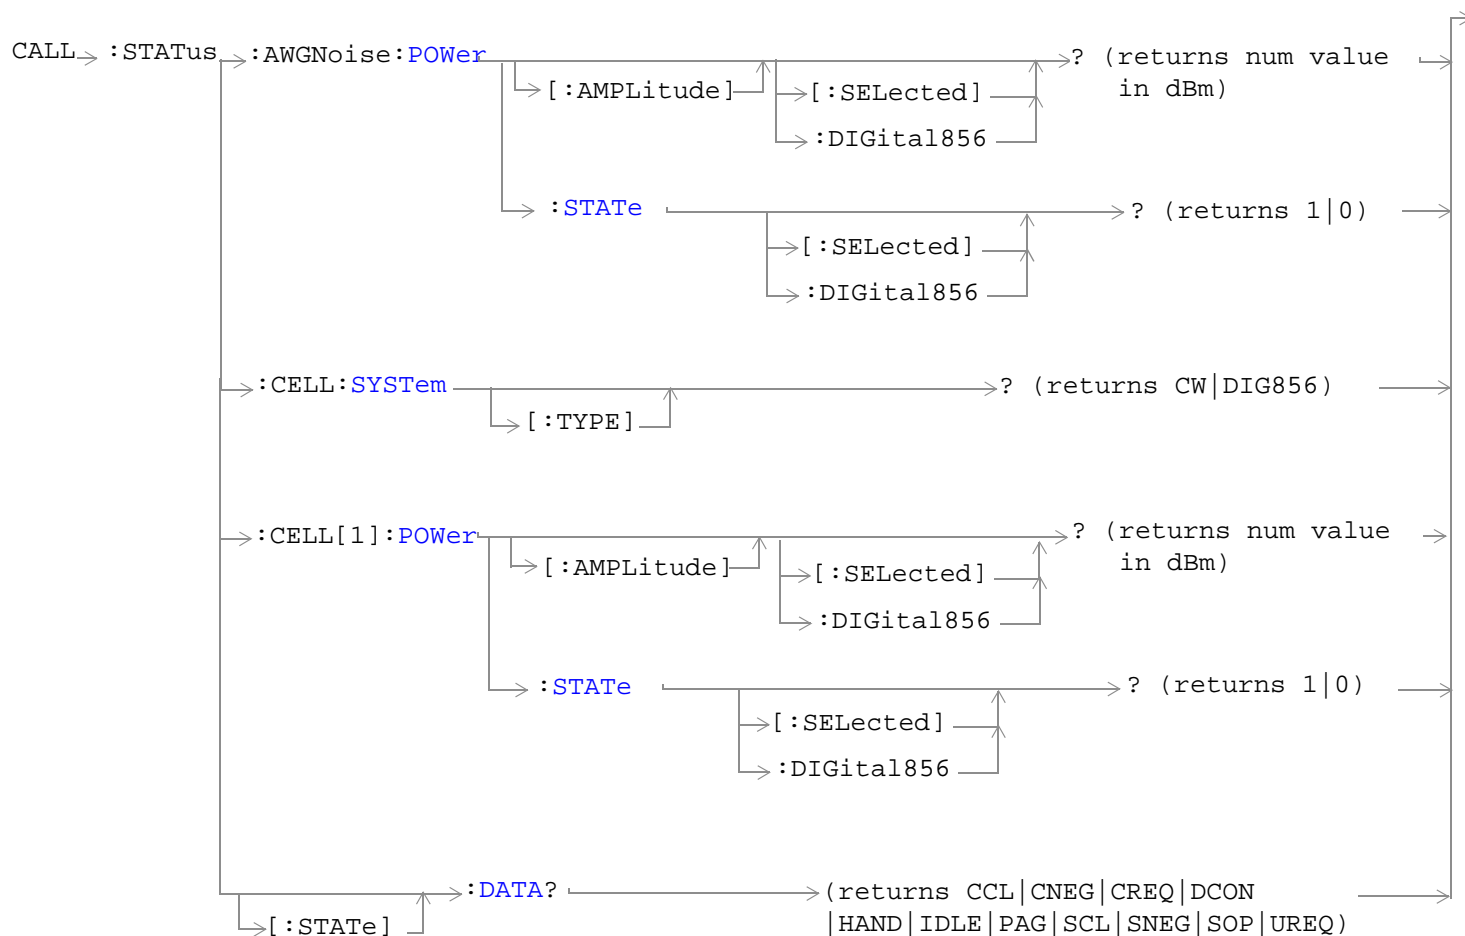 CALL :STATus :AWGNoise:POWer ? (returns num value
[:AMPLitude] [:SELected] in dBm)
:DIGital856
:STATe ? (returns 1|0)
[:SELected]
:DIGital856
:CELL:SYSTem ? (returns CW|DIG856)
[:TYPE]
:CELL[1]:POWer ? (returns num value
[:AMPLitude] [:SELected] in dBm)
:DIGital856
:STATe ? (returns 1|0)
[:SELected]
:DIGital856
:DATA? (returns CCL|CNEG|CREQ|DCON
[:STATe] |HAND|IDLE|PAG|SCL|SNEG|SOP|UREQ)